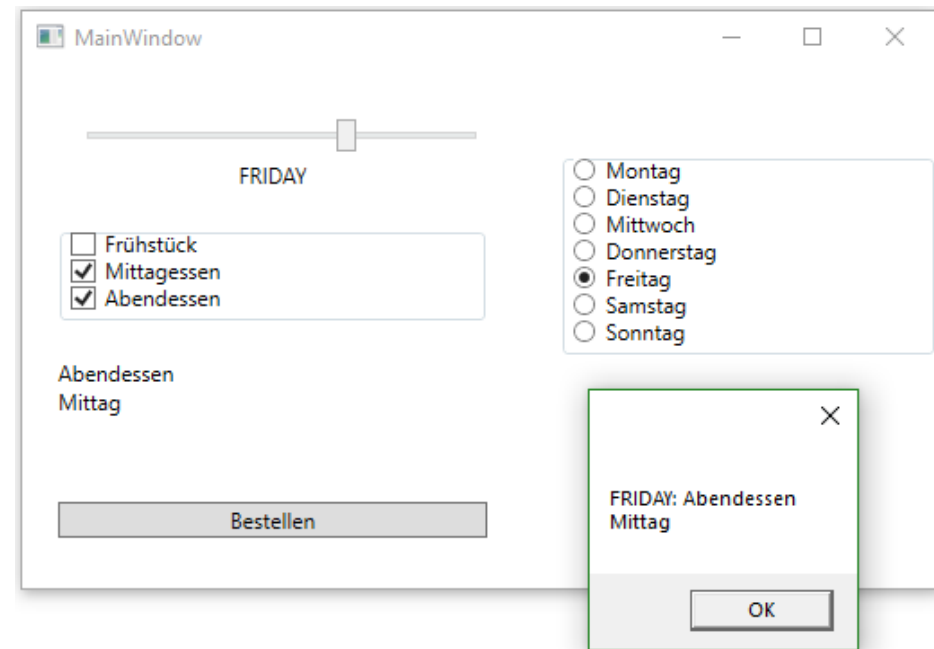 MainWindow
FRIDAY
Frühstück
Mittagessen
Abendessen
Montag
Dienstag
Mittwoch
Donnerstag
Freitag
Samstag
Sonntag
Abendessen
Mittag
Bestellen
FRIDAY: Abendessen
Mittag
OK